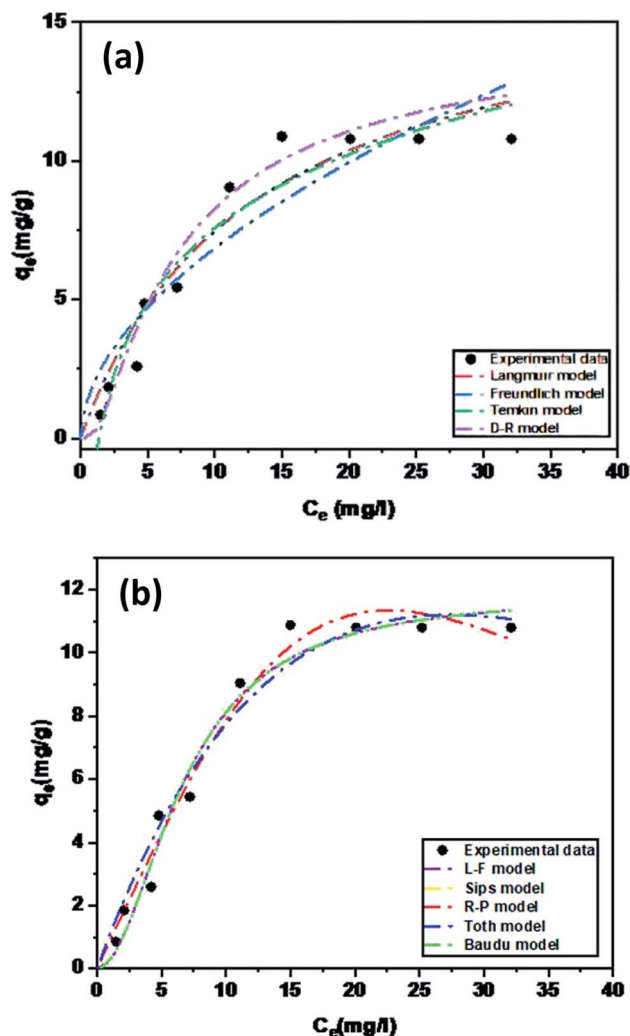 (a)
15
10
5
0
qe(mg/g)
Experimental data
Langmuir model
Freundlich model
Temkin model
D-R model
0 5 10 15 20 25 30 35 40
Ce (mg/l)
(b)
12
10
8
6
4
2
0
qe(mg/g)
Experimental data
L-F model
Sips model
R-P model
Toth model
Baudu model
0 5 10 15 20 25 30 35 40
Ce(mg/l)